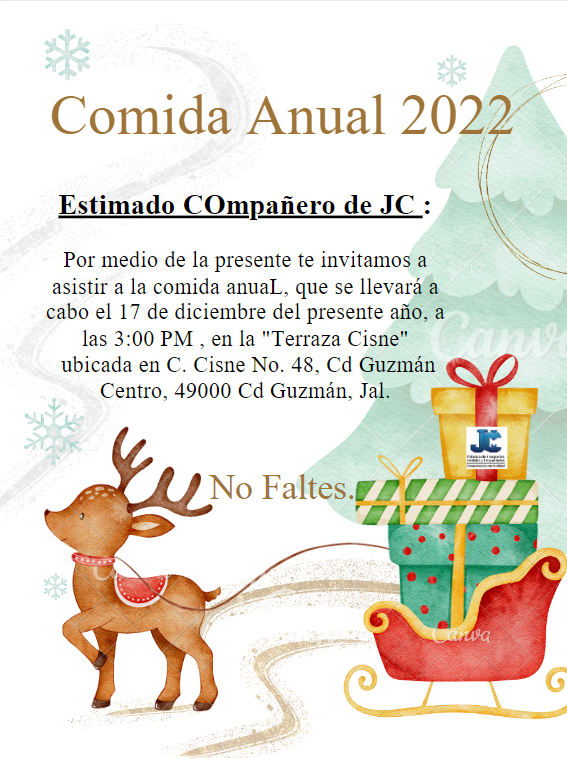 Comida Anual 2022
Estimado COmpañero de JC :
Por medio de la presente te invitamos a
asistir a la comida anuaL, que se llevará a
cabo el 17 de diciembre del presente año, a
las 3:00 PM , en la "Terraza Cisne"
ubicada en C. Cisne No. 48, Cd Guzmán
Centro, 49000 Cd Guzmán, Jal.
Canva
JC
No Faltes.
Canva